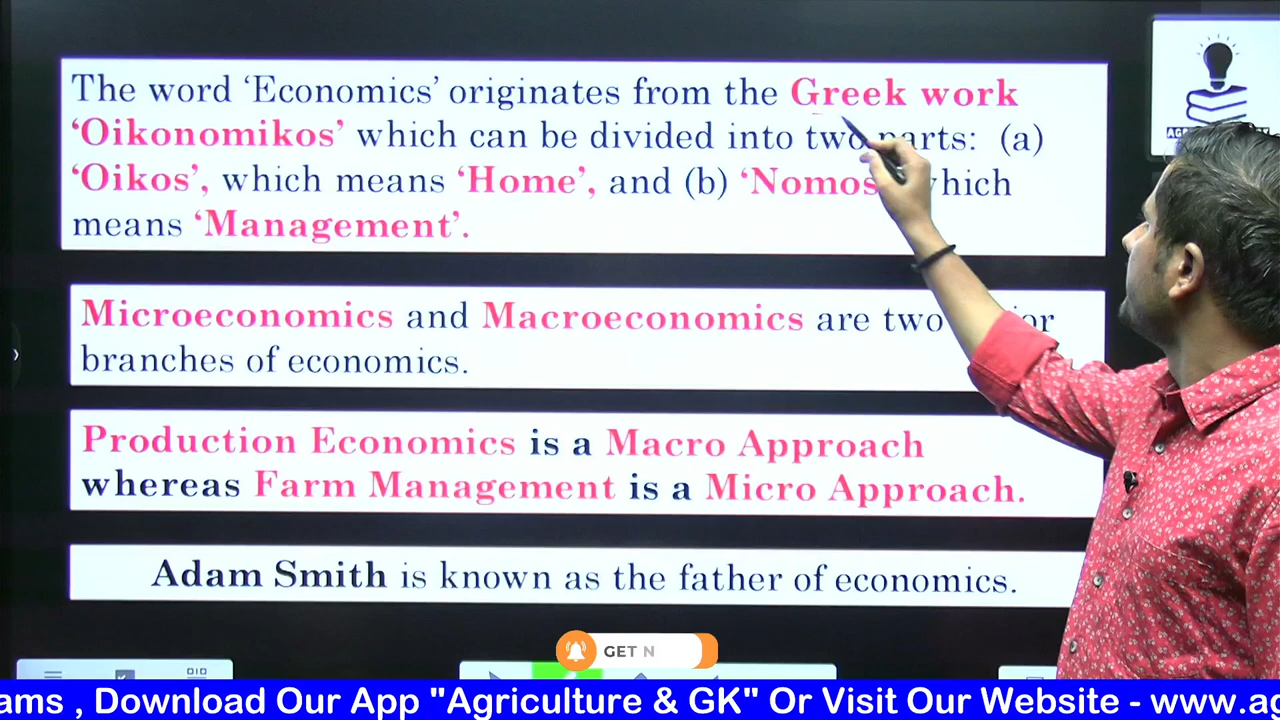 The word ‘Economics’ originates from the Greek work
‘Oikonomikos’ which can be divided into two parts: (a)
‘Oikos’, which means ‘Home’, and (b) ‘Nomos which
means ‘Management’.
Microeconomics and Macroeconomics are two
branches of economics.
Production Economics is a Macro Approach
whereas Farm Management is a Micro Approach.
Adam Smith is known as the father of economics.
GET N
ams , Download Our App "Agriculture & GK" Or Visit Our Website - www.ag